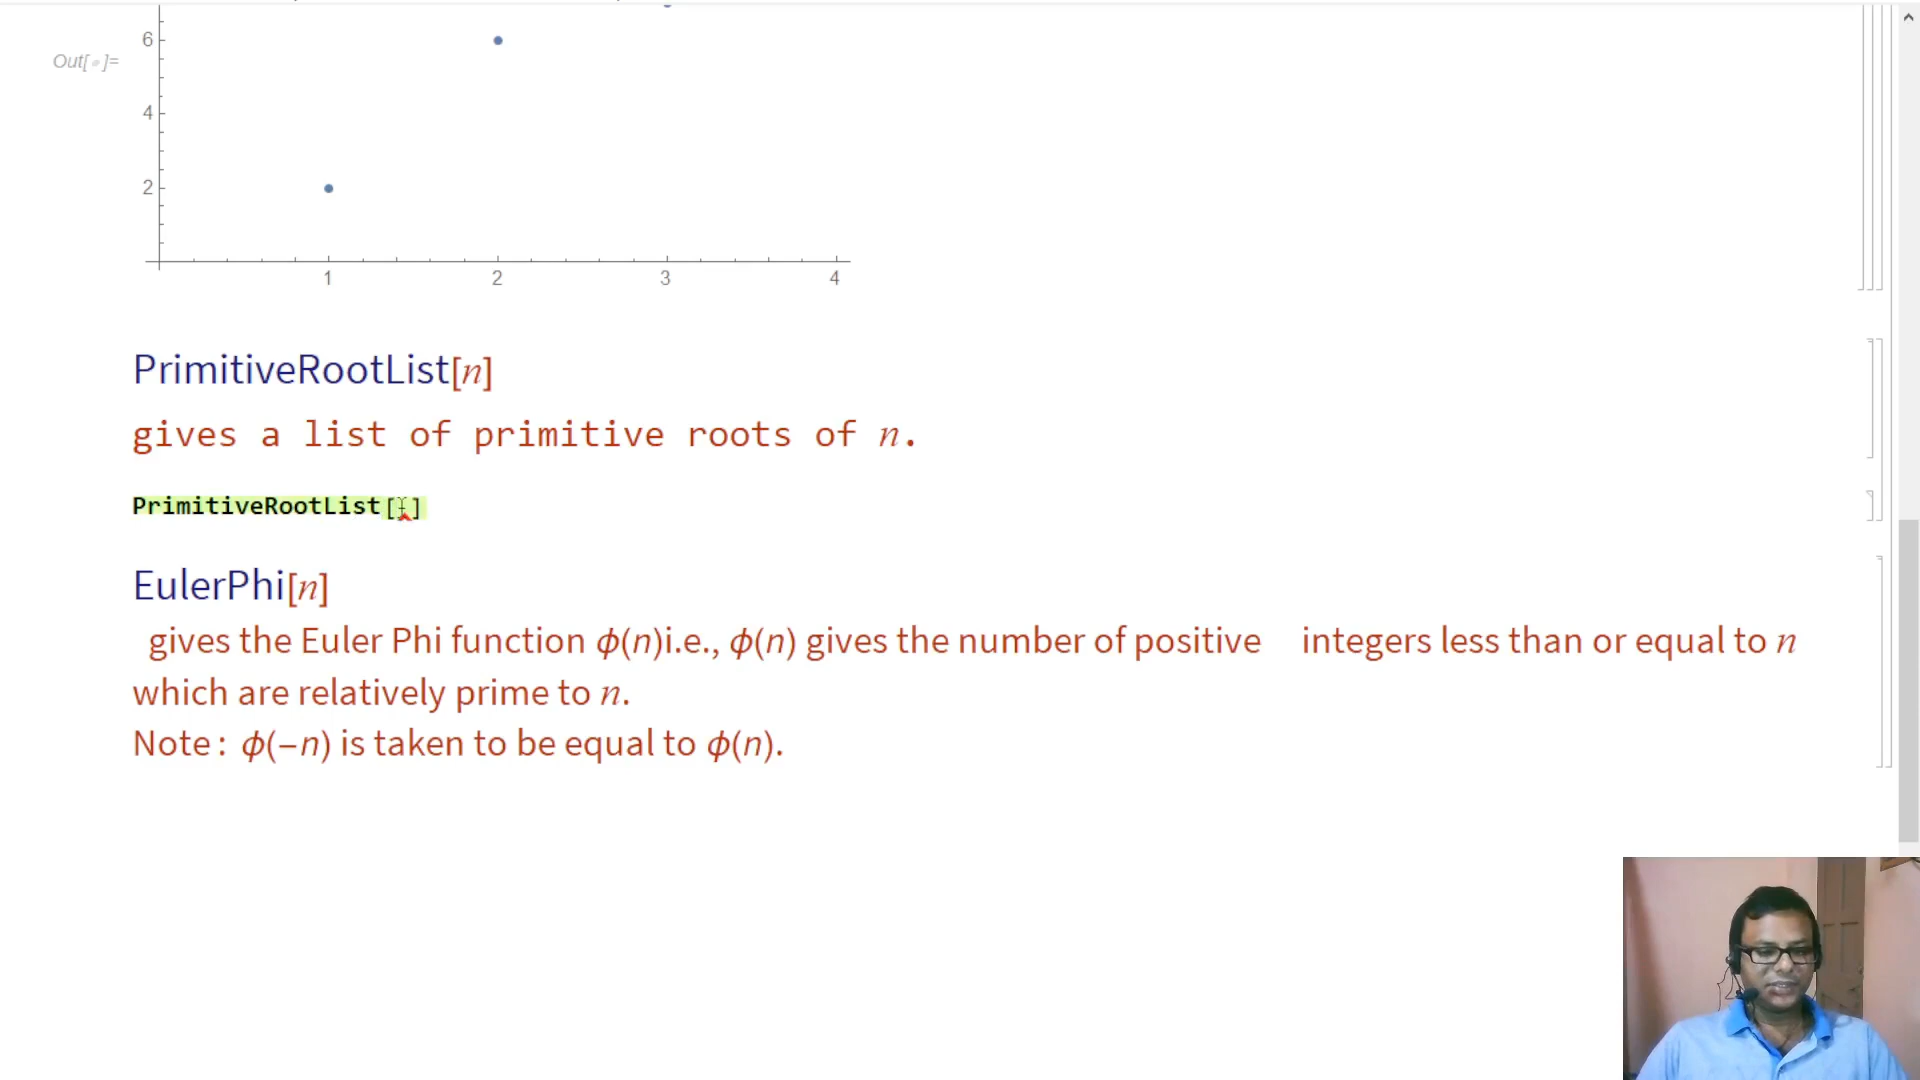 6
Out[ ]=
4
2
1 2 3 4
PrimitiveRootList[n]
gives a list of primitive roots of n.
PrimitiveRootList[]
EulerPhi[n]
gives the Euler Phi function ϕ(n)i.e., ϕ(n) gives the number of positive integers less than or equal to n
which are relatively prime to n.
Note: ϕ(−n) is taken to be equal to ϕ(n).